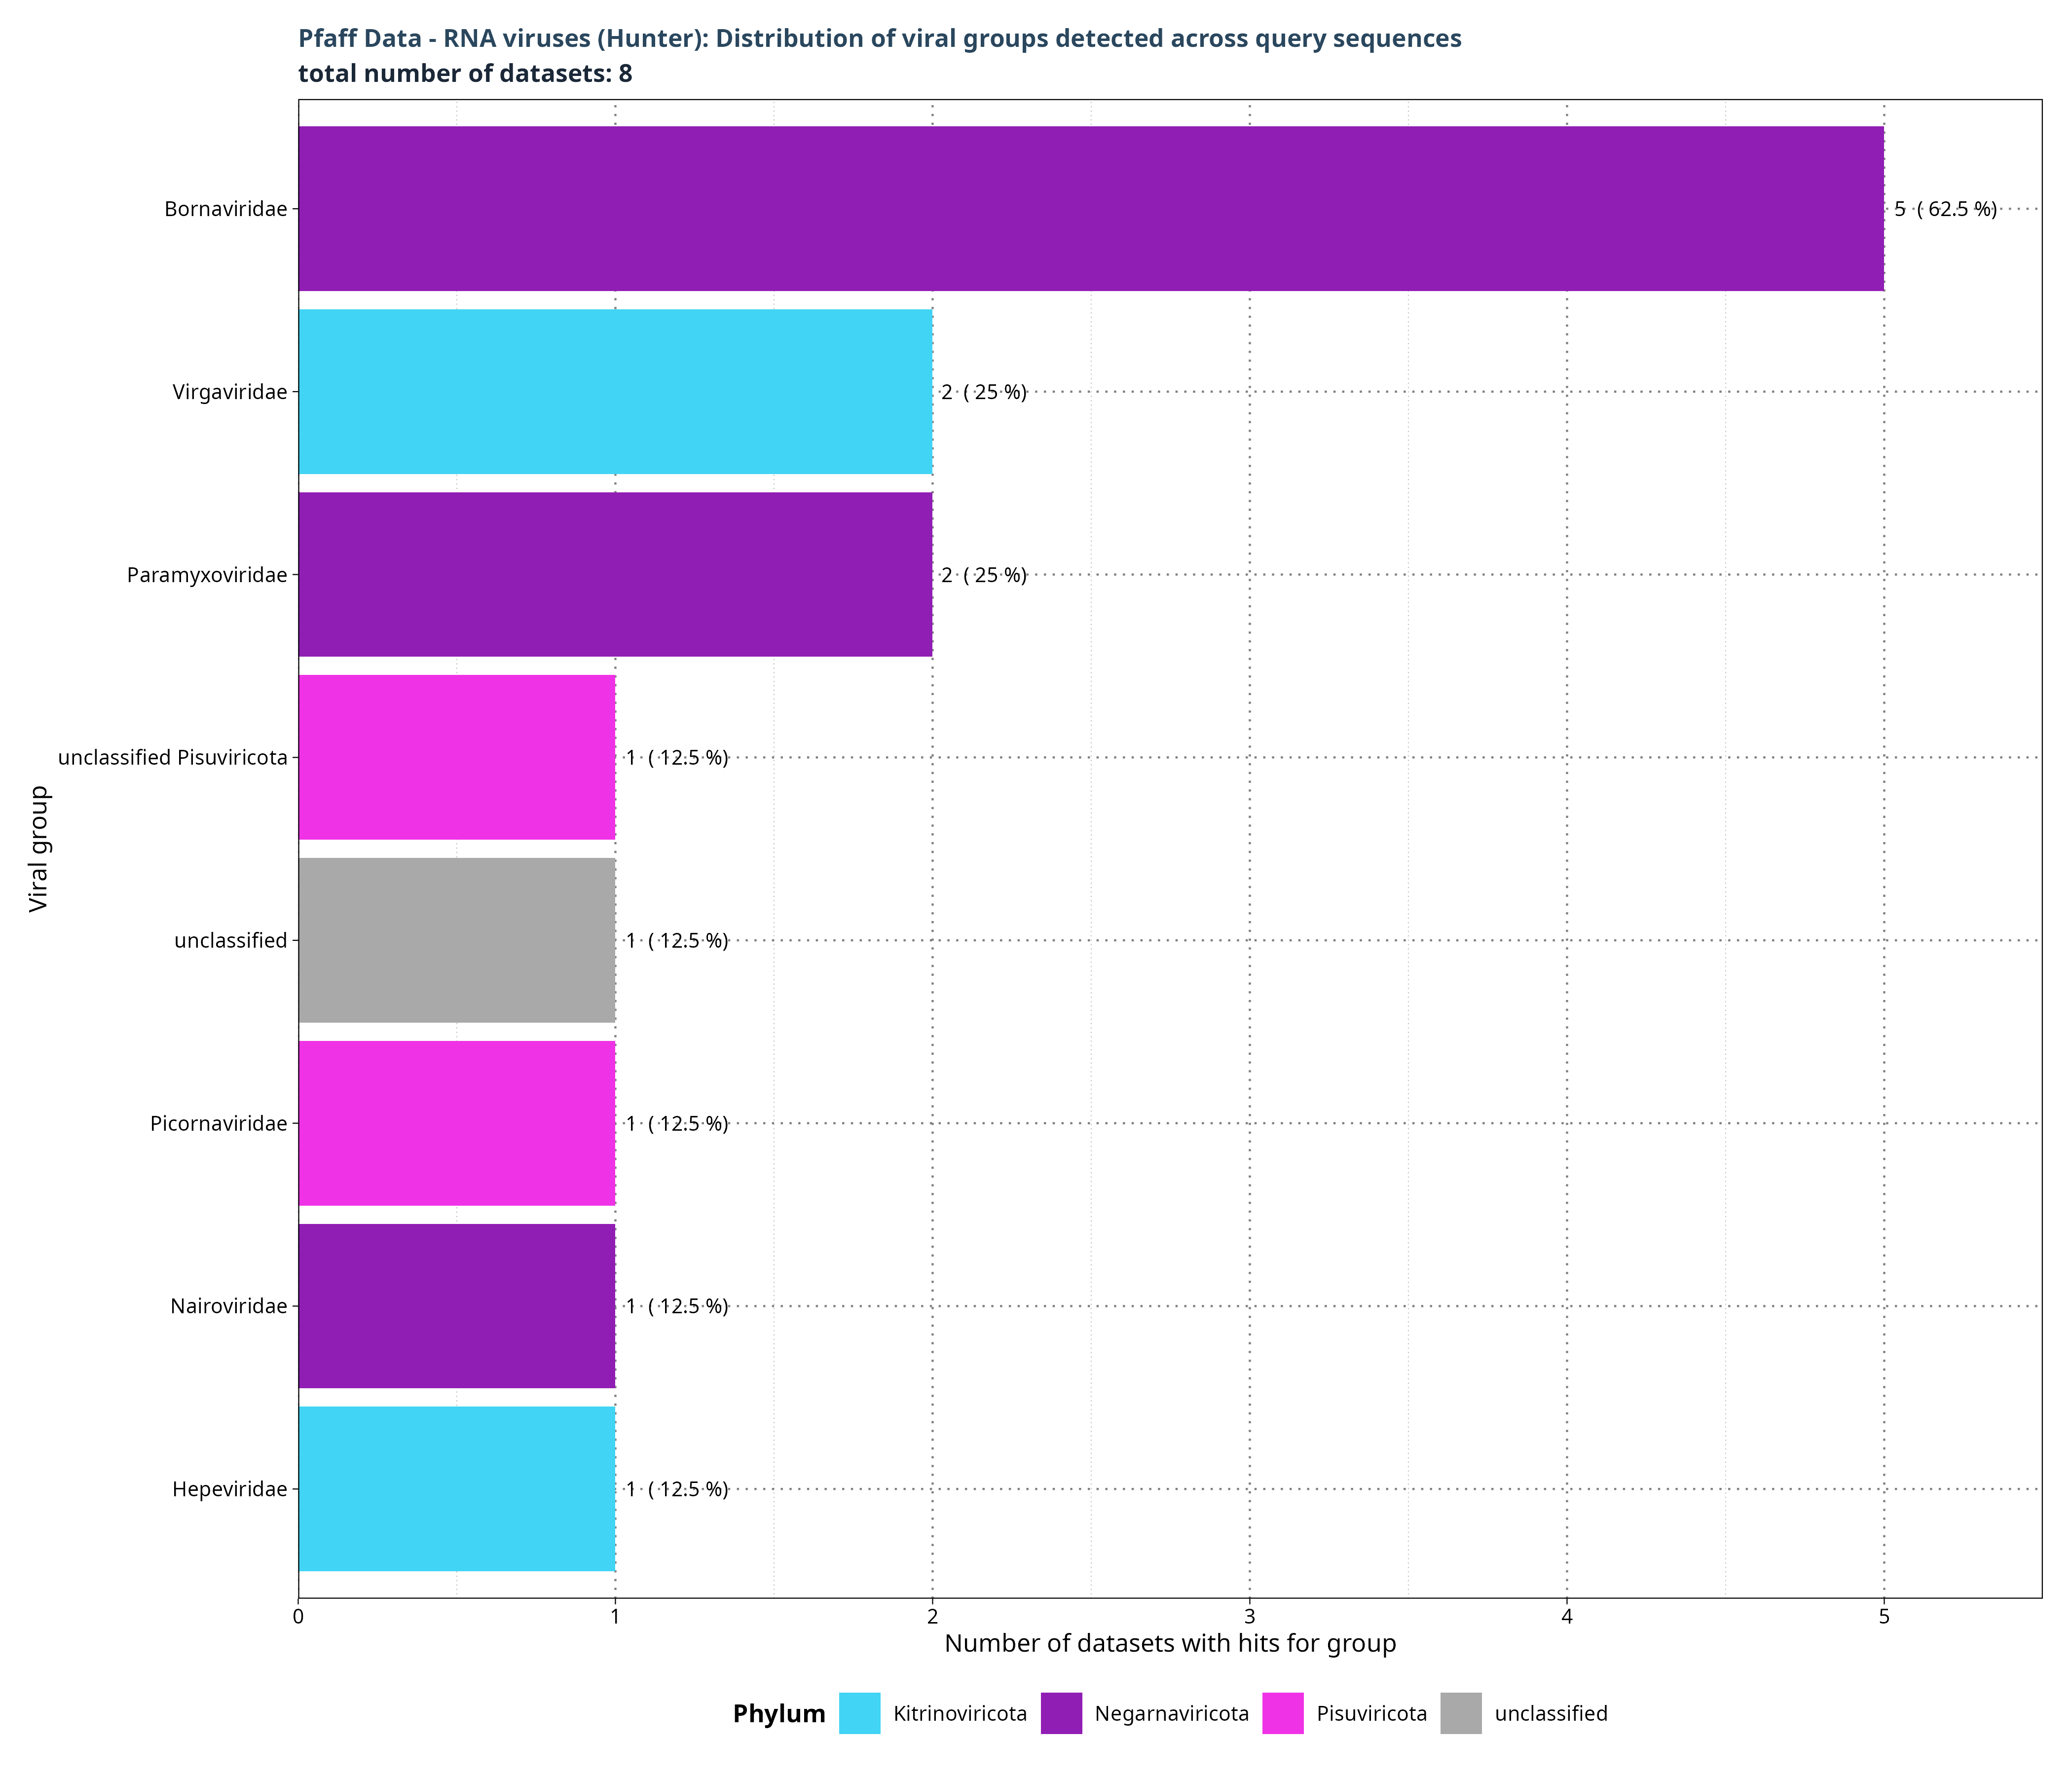 Pfaff Data - RNA viruses (Hunter): Distribution of viral groups detected across query sequences
total number of datasets: 8
Viral group
Bornaviridae
5 ( 62.5 %)
Virgaviridae
2 ( 25 %)
Paramyxoviridae
2 ( 25 %)
unclassified Pisuviricota
1 ( 12.5 %)
unclassified
1 ( 12.5 %)
Picornaviridae
1 ( 12.5 %)
Nairoviridae
1 ( 12.5 %)
Hepeviridae
1 ( 12.5 %)
0 1 2 3 4 5
Number of datasets with hits for group
Phylum Kitrinoviricota Negarnaviricota Pisuviricota unclassified